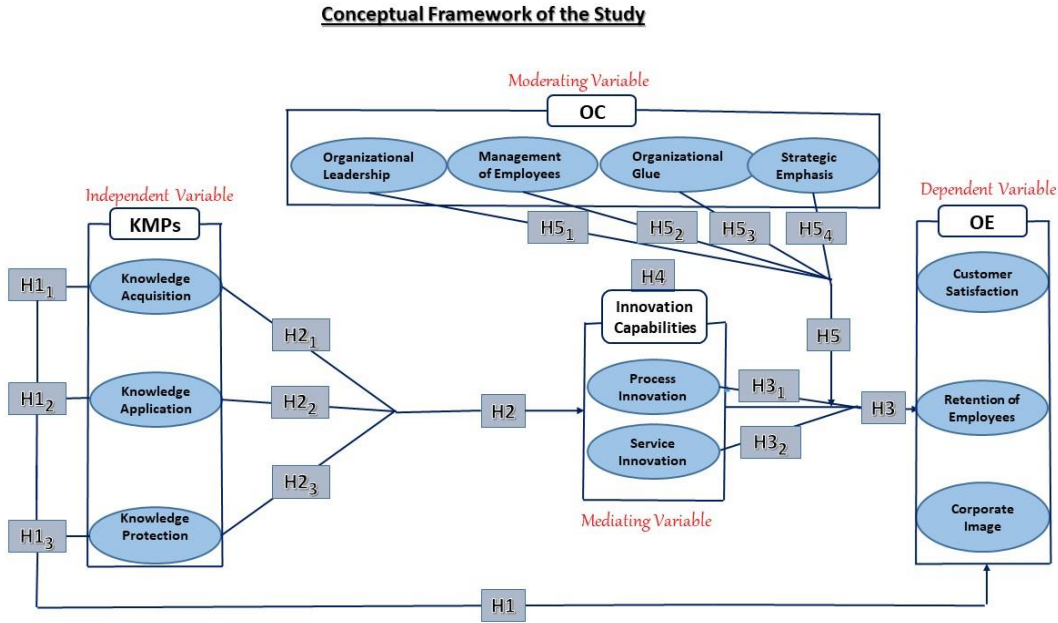 Conceptual Framework of the Study
Moderating Variable
OC
Organizational
Leadership
Management
of Employees
Organizational
Glue
Strategic
Emphasis
Independent Variable
KMPs
Dependent Variable
OE
H5₁
H5₂
H5₃
H5₄
H1₁
Knowledge
Acquisition
H4
Innovation
Capabilities
Customer
Satisfaction
H2₁
H5
H1₂
Knowledge
Application
H2₂
H2
Process
Innovation
H3₁
H3
Retention of
Employees
Service
Innovation
H3₂
H2₃
H1₃
Knowledge
Protection
Mediating Variable
Corporate
Image
H1